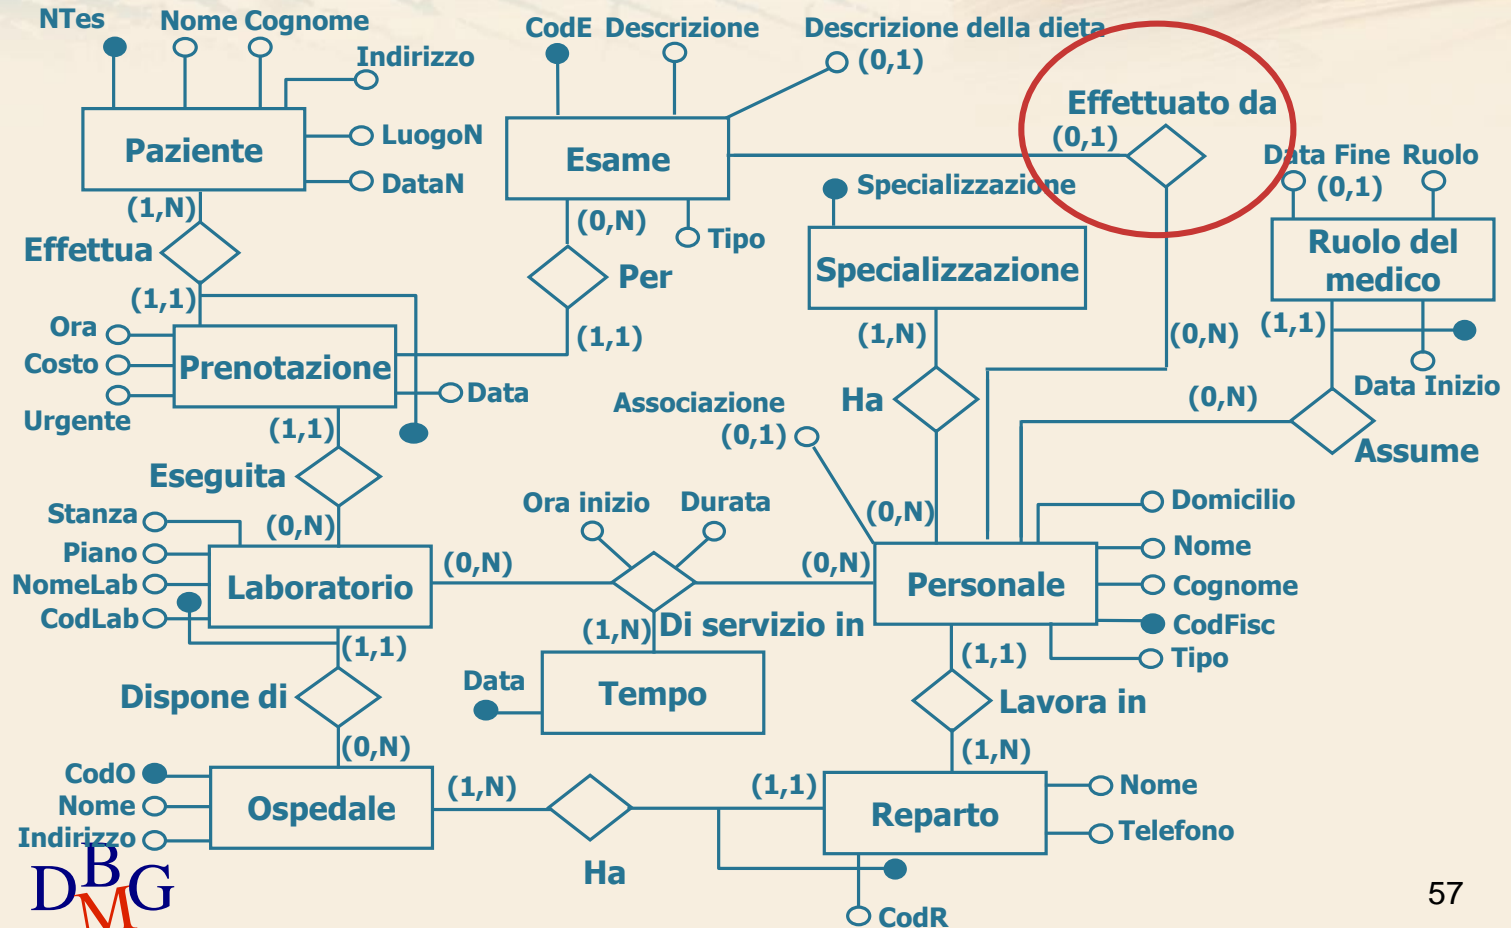 NTes
Nome Cognome
CodE Descrizione
Descrizione della dieta
(0,1)
Indirizzo
Effettuato da
(0,1)
Paziente
LuogoN
DataN
Esame
Data Fine Ruolo
(0,1)
Specializzazione
(1,N)
(0,N)
Tipo
Effettua
Per
Specializzazione
Ruolo del
medico
(1,1)
Ora
Costo
Urgente
Prenotazione
(1,1)
Data
(1,N)
(0,N)
(1,1)
Data Inizio
Ha
(0,N)
Associazione
(0,1)
Assume
(1,1)
Eseguita
Stanza
(0,N)
Ora inizio
Durata
(0,N)
Domicilio
Piano
NomeLab
CodLab
Laboratorio
(0,N)
(0,N)
Personale
Nome
Cognome
CodFisc
Tipo
(1,1)
(1,N)
Di servizio in
(1,1)
Dispone di
Data
Tempo
Lavora in
(0,N)
(1,N)
CodO
Nome
Indirizzo
Ospedale
(1,N)
(1,1)
Reparto
Nome
Telefono
Ha
CodR
DBMG
57